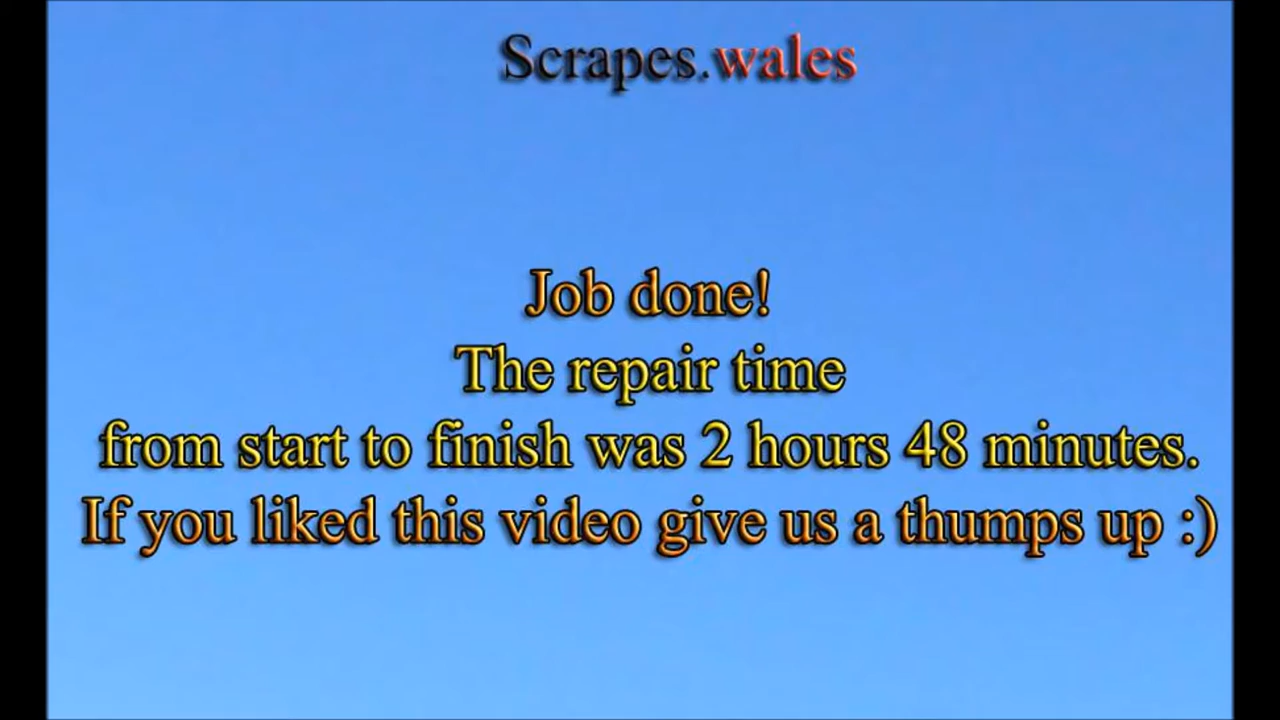 Scrapes.wales
Job done!
The repair time
from start to finish was 2 hours 48 minutes.
If you liked this video give us a thumps up :)